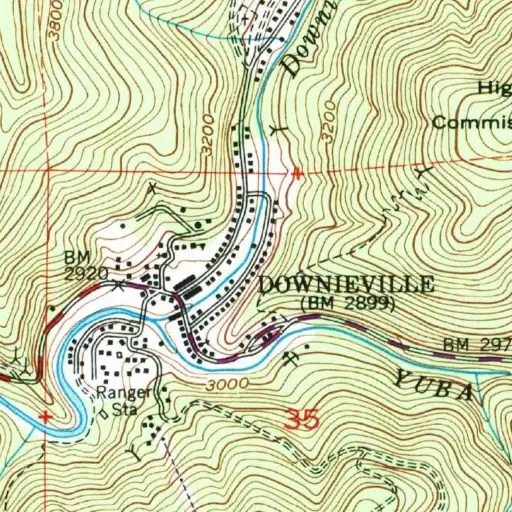 3800
Downi
Hig
Commis
3200
3200
BM
2920
DOWNIEVILLE
(BM 2899)
BM 297
3000
YUBA
Ranger
Sta
35